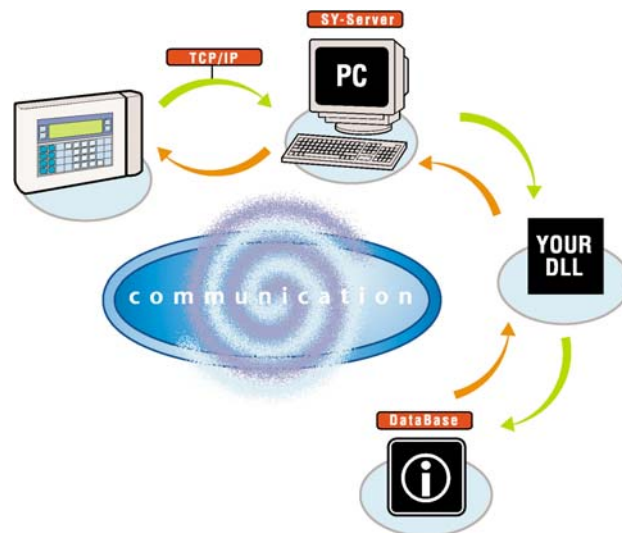 SY-Server
TCP/IP
PC
YOUR
DLL
communication
DataBase
i